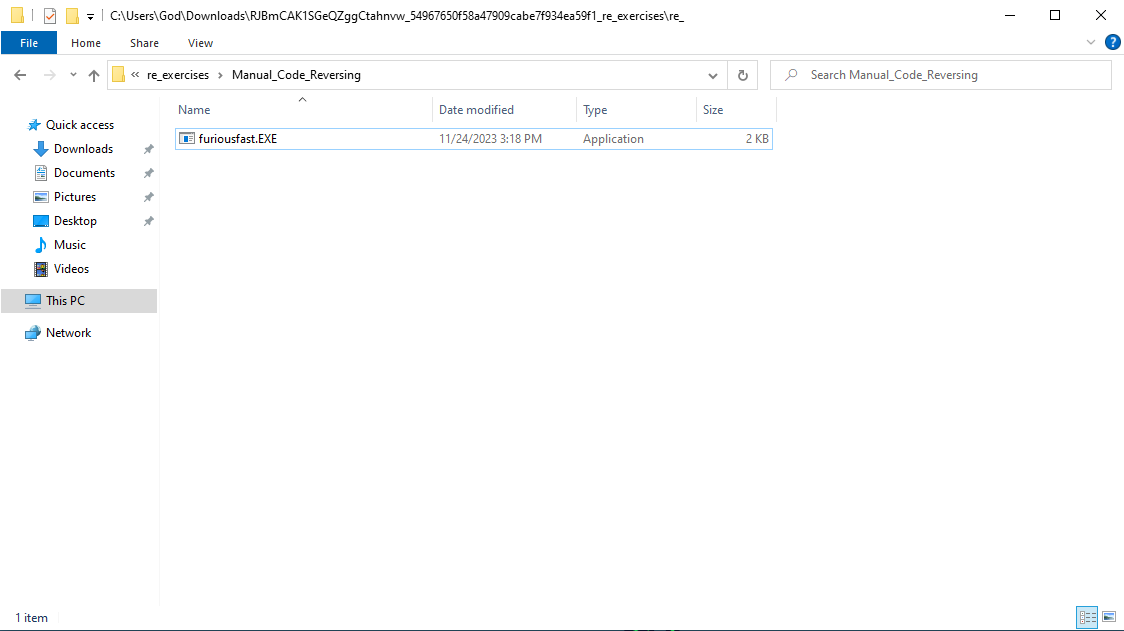 C:\Users\God\Downloads\RJBmCAK1SGeQZggCtahnvw_54967650f58a47909cabe7f934ea59f1_re_exercises\re_
File Home Share View
« re_exercises › Manual_Code_Reversing
Search Manual_Code_Reversing
Name Date modified Type Size
furiousfast.EXE 11/24/2023 3:18 PM Application 2 KB
Quick access
Downloads
Documents
Pictures
Desktop
Music
Videos
This PC
Network
1 item